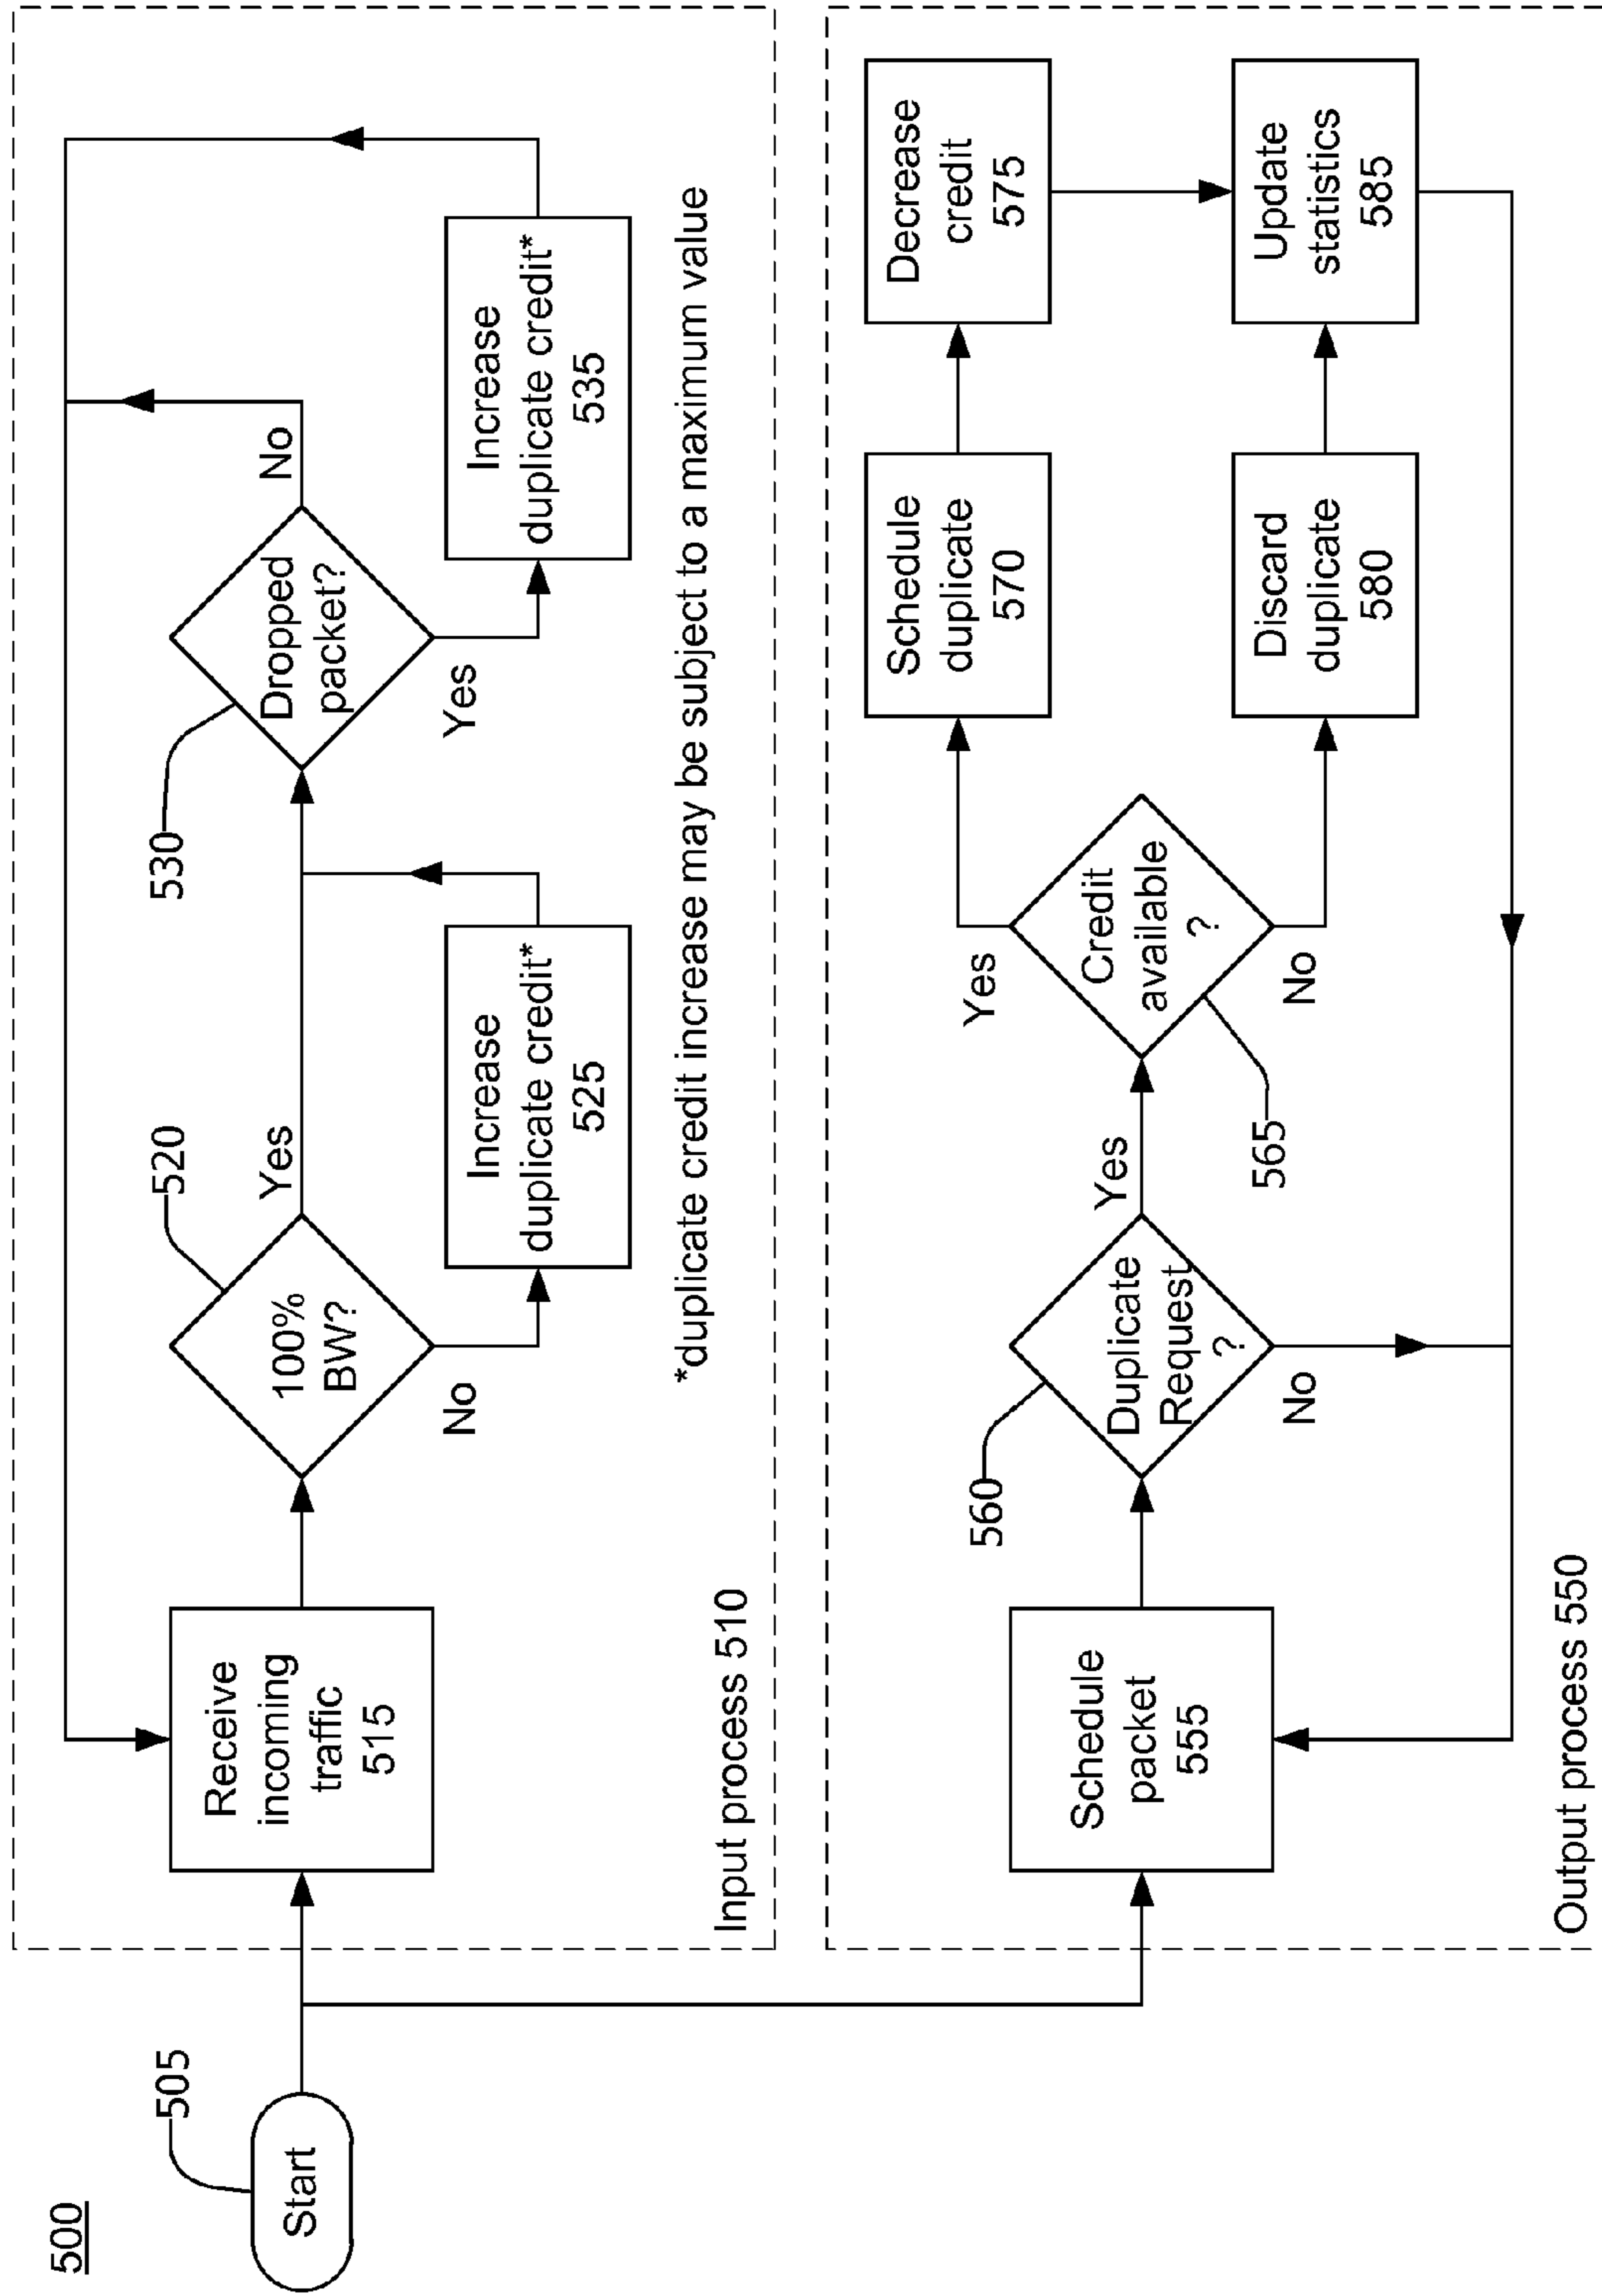 500
505
Start
Receive
incoming
traffic
515
520
100%
BW?
Yes
No
Increase
duplicate credit*
525
530
Dropped
packet?
No
Yes
Increase
duplicate credit*
535
*duplicate credit increase may be subject to a maximum value
Input process 510
Schedule
packet
555
560
Duplicate
Request
?
Yes
No
565
Credit
available
?
Yes
No
Schedule
duplicate
570
Decrease
credit
575
Discard
duplicate
580
Update
statistics
585
Output process 550